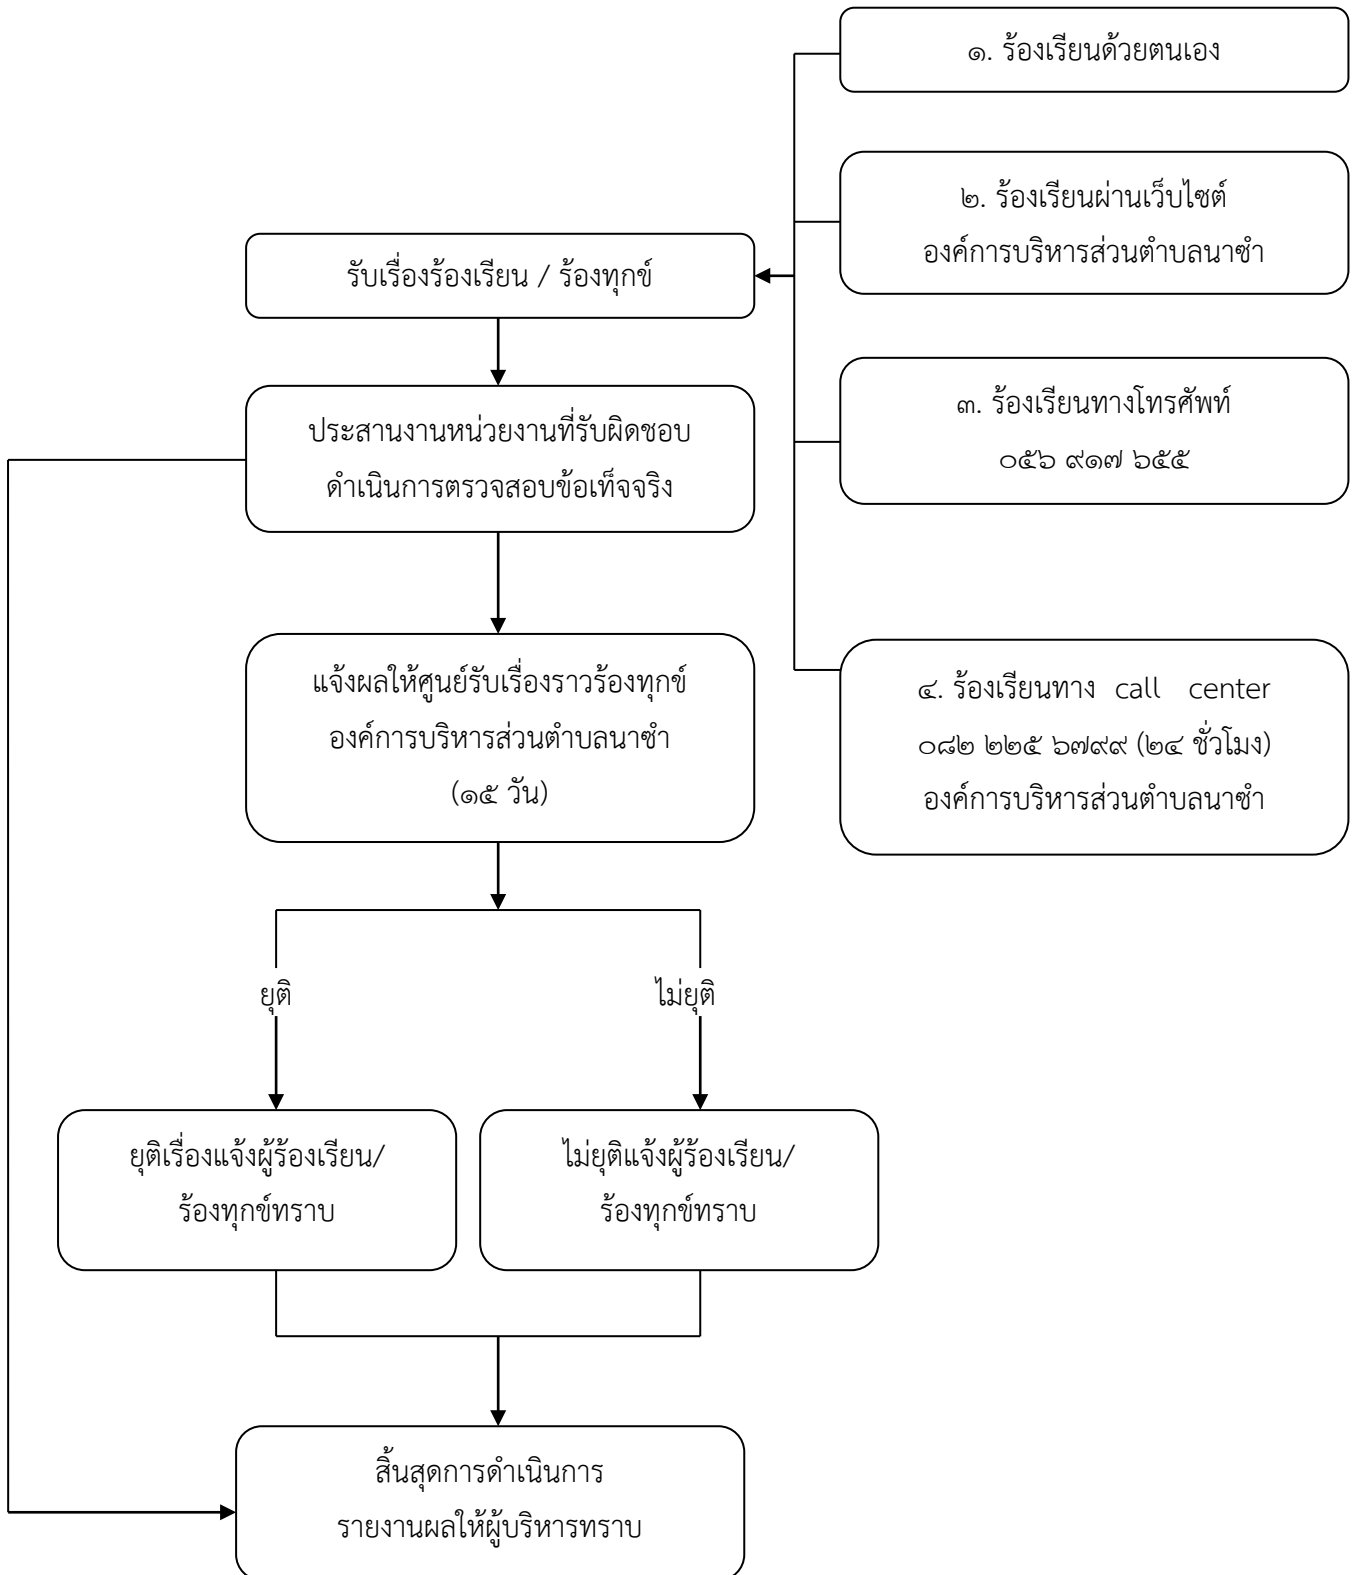 ๑. ร้องเรียนด้วยตนเอง
๒. ร้องเรียนผ่านเว็บไซต์
องค์การบริหารส่วนตำบลนาซำ
รับเรื่องร้องเรียน / ร้องทุกข์
๓. ร้องเรียนทางโทรศัพท์
๐๕๖ ๙๑๗ ๖๕๕
ประสานงานหน่วยงานที่รับผิดชอบ
ดำเนินการตรวจสอบข้อเท็จจริง
๔. ร้องเรียนทาง call center
๐๘๒ ๒๒๕ ๖๗๙๙ (๒๔ ชั่วโมง)
องค์การบริหารส่วนตำบลนาซำ
แจ้งผลให้ศูนย์รับเรื่องราวร้องทุกข์
องค์การบริหารส่วนตำบลนาซำ
(๑๕ วัน)
ยุติ
ไม่ยุติ
ยุติเรื่องแจ้งผู้ร้องเรียน/
ร้องทุกข์ทราบ
ไม่ยุติแจ้งผู้ร้องเรียน/
ร้องทุกข์ทราบ
สิ้นสุดการดำเนินการ
รายงานผลให้ผู้บริหารทราบ